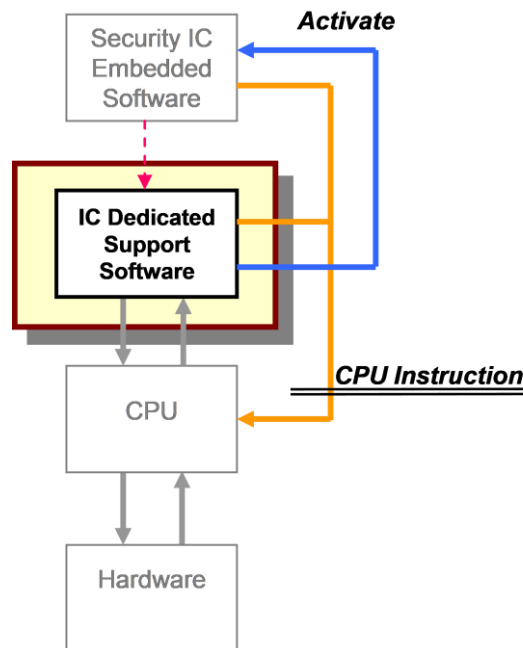 Activate
Security IC
Embedded
Software
IC Dedicated
Support
Software
CPU Instruction
CPU
Hardware